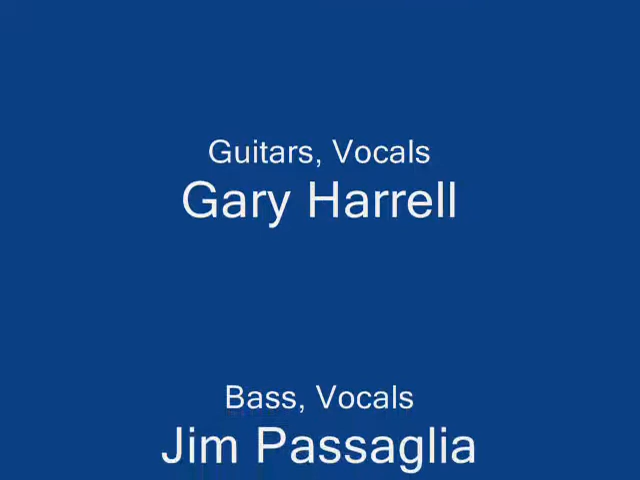 Guitars, Vocals
Gary Harrell
Bass, Vocals
Jim Passaglia